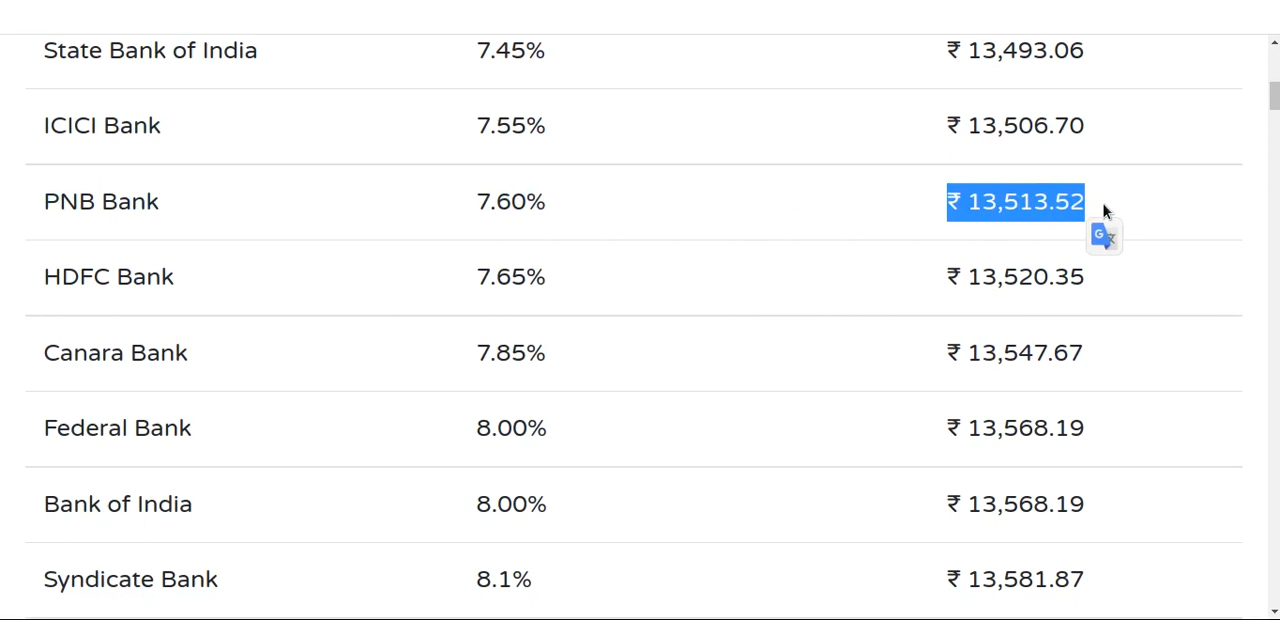 State Bank of India 7.45% ₹ 13,493.06
ICICI Bank 7.55% ₹ 13,506.70
PNB Bank 7.60% ₹ 13,513.52
HDFC Bank 7.65% ₹ 13,520.35
Canara Bank 7.85% ₹ 13,547.67
Federal Bank 8.00% ₹ 13,568.19
Bank of India 8.00% ₹ 13,568.19
Syndicate Bank 8.1% ₹ 13,581.87